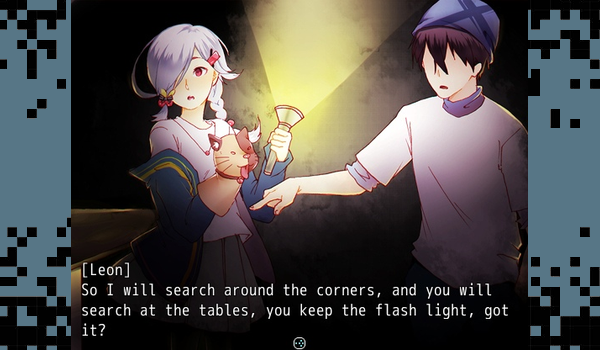 [Leon]
So I will search around the corners, and you will
search at the tables, you keep the flash light, got
it?